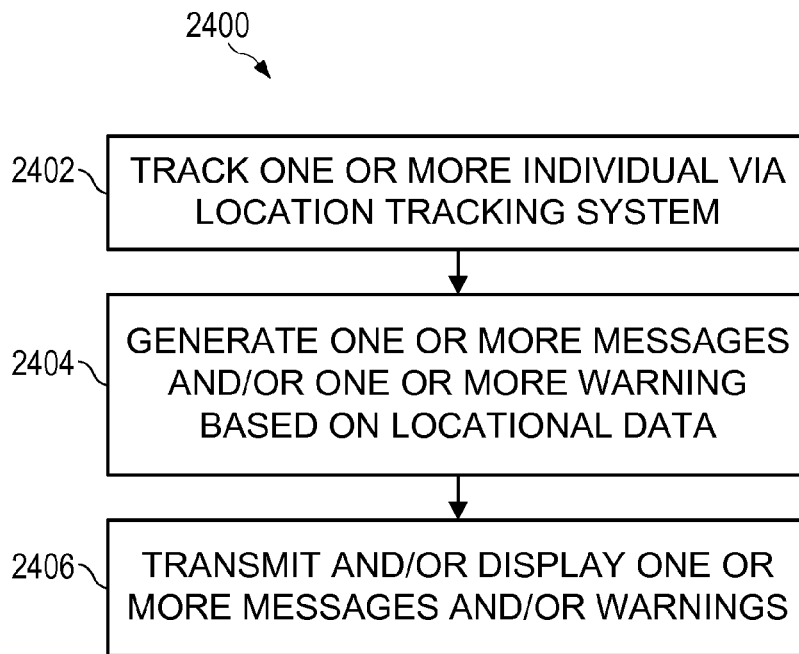 2400
2402
TRACK ONE OR MORE INDIVIDUAL VIA
LOCATION TRACKING SYSTEM
2404
GENERATE ONE OR MORE MESSAGES
AND/OR ONE OR MORE WARNING
BASED ON LOCATIONAL DATA
2406
TRANSMIT AND/OR DISPLAY ONE OR
MORE MESSAGES AND/OR WARNINGS